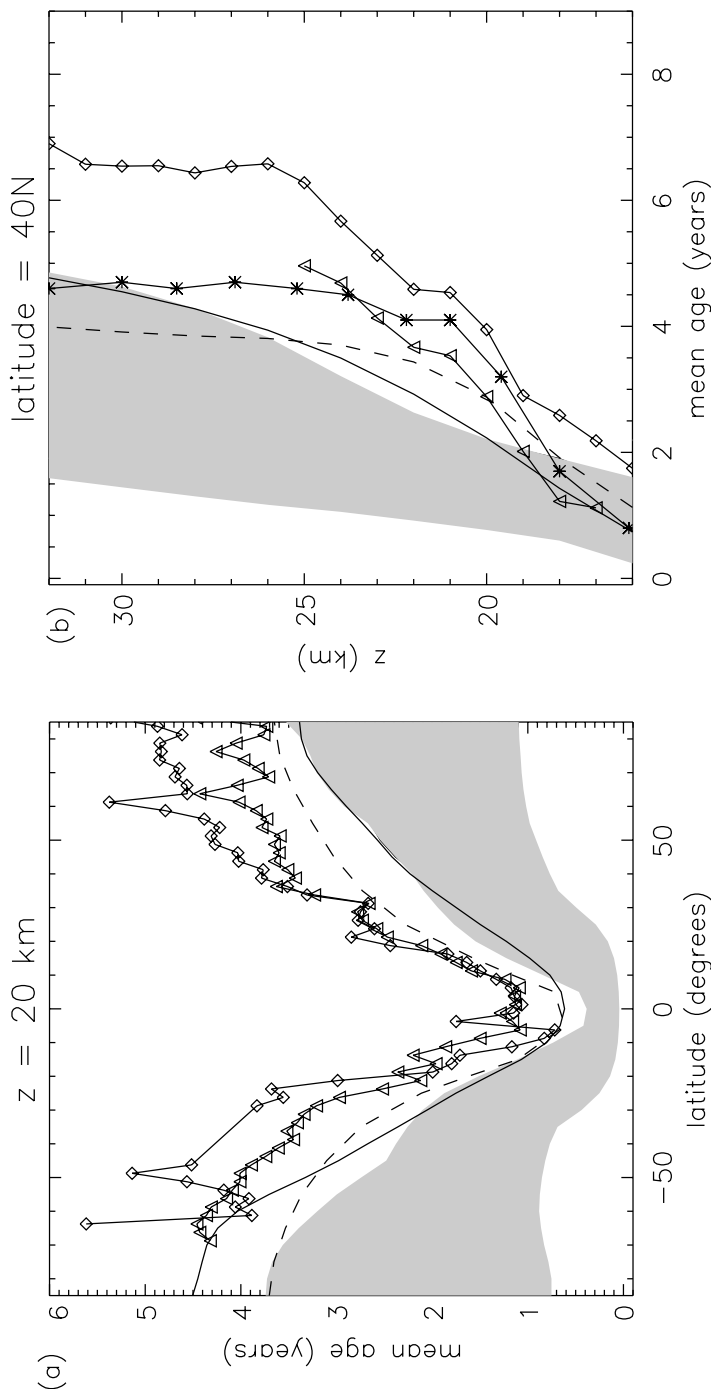 (a)
z = 20 km
mean age (years)
6
5
4
3
2
1
0
−50
0
50
latitude (degrees)
(b)
latitude = 40N
z (km)
30
25
20
0
2
4
6
8
mean age (years)